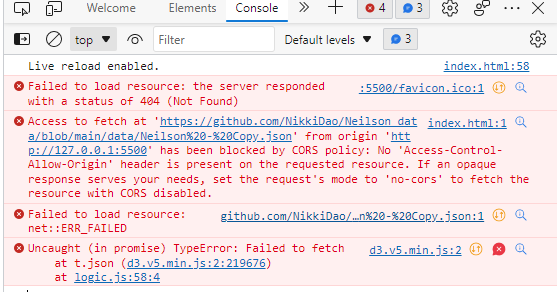 Welcome Elements Console 4 3
top Filter Default levels 3
Live reload enabled. index.html:58
Failed to load resource: the server responded :5500/favicon.ico:1
with a status of 404 (Not Found)
Access to fetch at 'https://github.com/NikkiDao/Neilson_dat index.html:1
a/blob/main/data/Neilson%20-%20Copy.json' from origin 'htt
p://127.0.0.1:5500' has been blocked by CORS policy: No 'Access-Control-
Allow-Origin' header is present on the requested resource. If an opaque
response serves your needs, set the request's mode to 'no-cors' to fetch the
resource with CORS disabled.
Failed to load resource: github.com/NikkiDao/…n%20-%20Copy.json:1
net::ERR_FAILED
Uncaught (in promise) TypeError: Failed to fetch d3.v5.min.js:2
at t.json (d3.v5.min.js:2:219676)
at logic.js:58:4